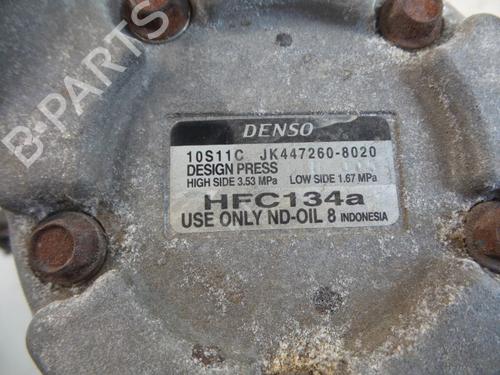 DENSO
10S11C JK447260-8020
DESIGN PRESS
HIGH SIDE 3.53 MPa LOW SIDE 1.67 MPa
HFC134a
USE ONLY ND-OIL 8 INDONESIA
B-PARTS